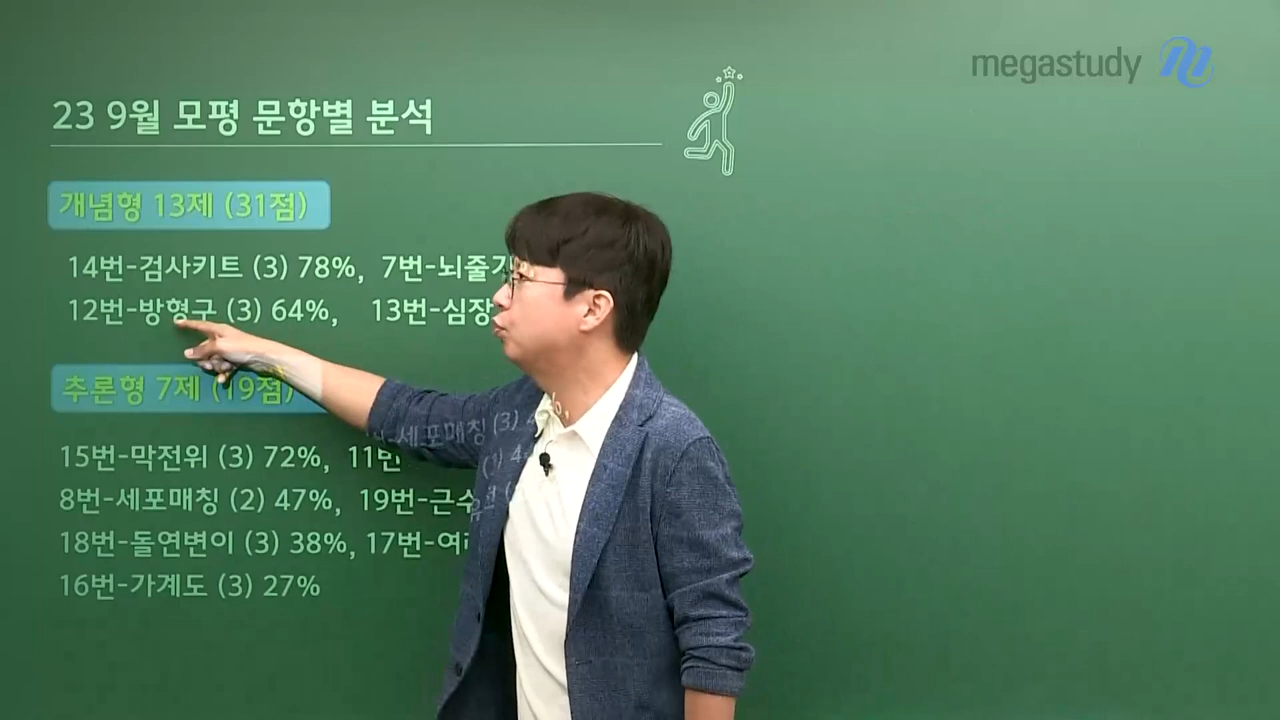 megastudy
23 9월 모평 문항별 분석
개념형 13제 (31점)
14번-검사키트 (3) 78%, 7번-뇌줄기
12번-방형구 (3) 64%, 13번-심장
추론형 7제 (19점)
15번-막전위 (3) 72%, 11번
8번-세포매칭 (2) 47%, 19번-근수
18번-돌연변이 (3) 38%, 17번-여러
16번-가계도 (3) 27%